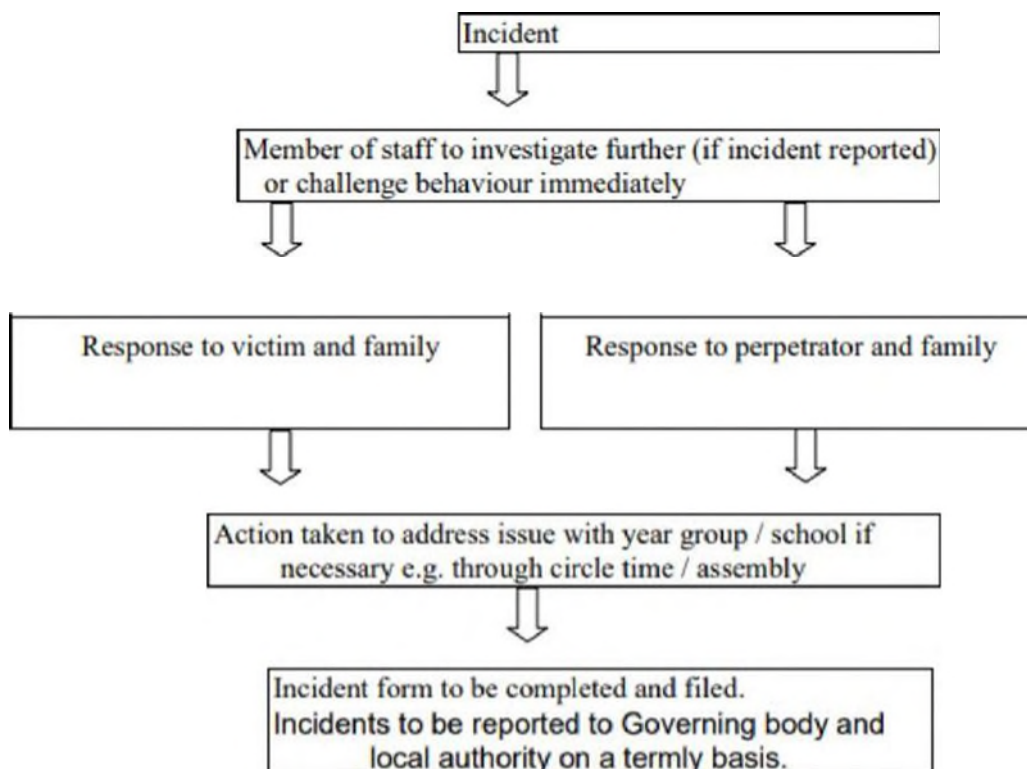 Incident
Member of staff to investigate further (if incident reported)
or challenge behaviour immediately
Response to victim and family
Response to perpetrator and family
Action taken to address issue with year group / school if
necessary e.g. through circle time / assembly
Incident form to be completed and filed.
Incidents to be reported to Governing body and
local authority on a termly basis.